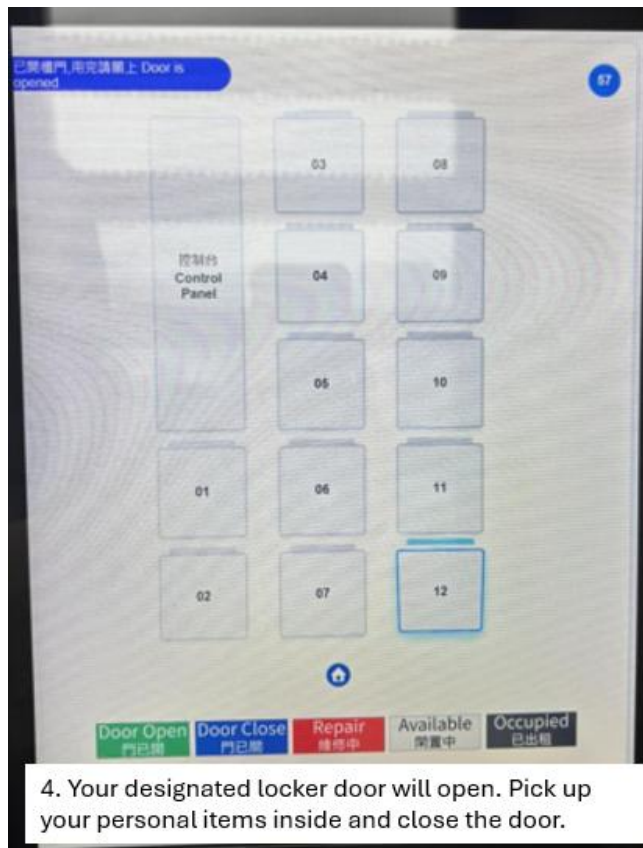 已開櫃門,用完請關上 Door is
opened
57
03
08
控制台
Control
Panel
04
09
05
10
01
06
11
02
07
12
Door Open
門已開
Door Close
門已關
Repair
維修中
Available
閑置中
Occupied
已出租
4. Your designated locker door will open. Pick up
your personal items inside and close the door.